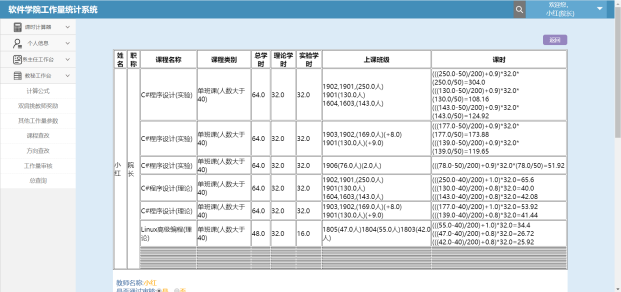 软件学院工作量统计系统
双迎您,
小红[院长]
课时计算器
个人信息
系主任工作台
教秘工作台
计算公式
双肩挑教师奖励
其他工作量参数
课程查改
方向查改
工作量审核
总查询
返回
姓名 职称 课程名称 课程类别 总学时 理论学时 实验学时 上课班级 课时
小红 院长
C#程序设计(实验) 单班课(人数大于40) 64.0 32.0 32.0
1902,1901,(250.0人)
1901(130.0人)
1604,1603,(143.0人)
(((250.0-50)/200)+0.9)*32.0*
(250.0/50)=304.0
(((130.0-50)/200)+0.9)*32.0*
(130.0/50)=108.16
(((143.0-50)/200)+0.9)*32.0*
(143.0/50)=124.92
C#程序设计(实验) 单班课(人数大于40) 64.0 32.0 32.0
1903,1902,(169.0人)(+8.0)
1901(130.0人)(+9.0)
(((177.0-50)/200)+0.9)*32.0*
(177.0/50)=173.88
(((139.0-50)/200)+0.9)*32.0*
(139.0/50)=119.65
C#程序设计(实验) 单班课(人数大于40) 64.0 32.0 32.0 1906(76.0人)(2.0人) (((78.0-50)/200)+0.9)*32.0*(78.0/50)=51.92
C#程序设计(理论) 单班课(人数大于40) 64.0 32.0 32.0
1902,1901,(250.0人)
1901(130.0人)
1604,1603,(143.0人)
(((250.0-40)/200)+1.0)*32.0=65.6
(((130.0-40)/200)+0.8)*32.0=40.0
(((143.0-40)/200)+0.8)*32.0=42.08
C#程序设计(理论) 单班课(人数大于40) 64.0 32.0 32.0
1903,1902,(169.0人)(+8.0)
1901(130.0人)(+9.0)
(((177.0-40)/200)+1.0)*32.0=53.92
(((139.0-40)/200)+0.8)*32.0=41.44
Linux高级编程(理论) 单班课(人数大于40) 48.0 32.0 16.0
1805(47.0人)1804(55.0人)1803(42.0人)
(((55.0-40)/200)+1.0)*32.0=34.4
(((47.0-40)/200)+0.8)*32.0=26.72
(((42.0-40)/200)+0.8)*32.0=25.92
教师名称:小红